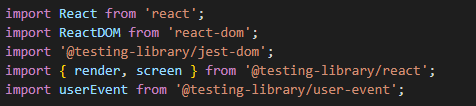 import React from 'react';
import ReactDOM from 'react-dom';
import '@testing-library/jest-dom';
import { render, screen } from '@testing-library/react';
import userEvent from '@testing-library/user-event';